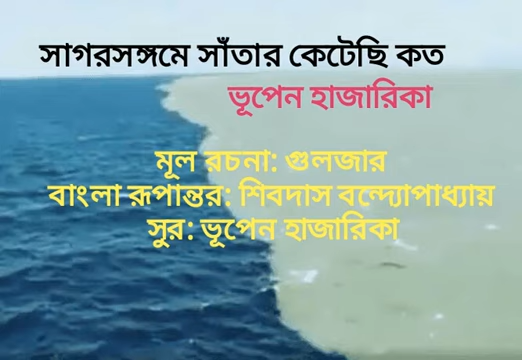 সাগরসঙ্গমে সাঁতার কেটেছি কত
ভূপেন হাজারিকা
মূল রচনা: গুলজার
বাংলা রূপান্তর: শিবদাস বন্দ্যোপাধ্যায়
সুর: ভূপেন হাজারিকা